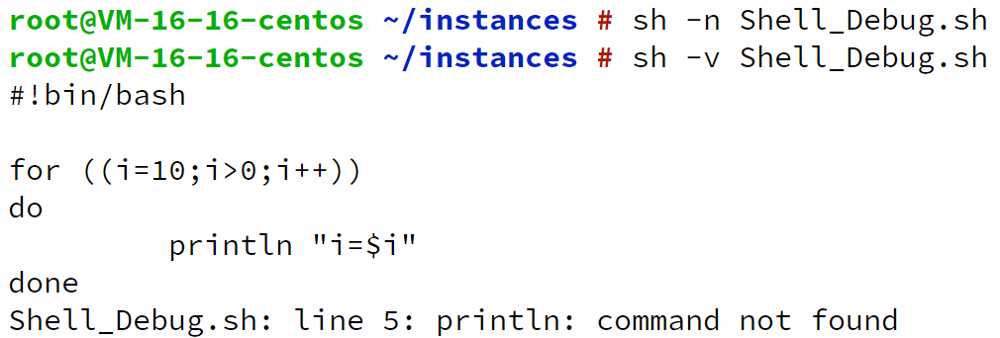 root@VM-16-16-centos ~/instances # sh -n Shell_Debug.sh
root@VM-16-16-centos ~/instances # sh -v Shell_Debug.sh
#!bin/bash

for ((i=10;i>0;i++))
do
        println "i=$i"
done
Shell_Debug.sh: line 5: println: command not found